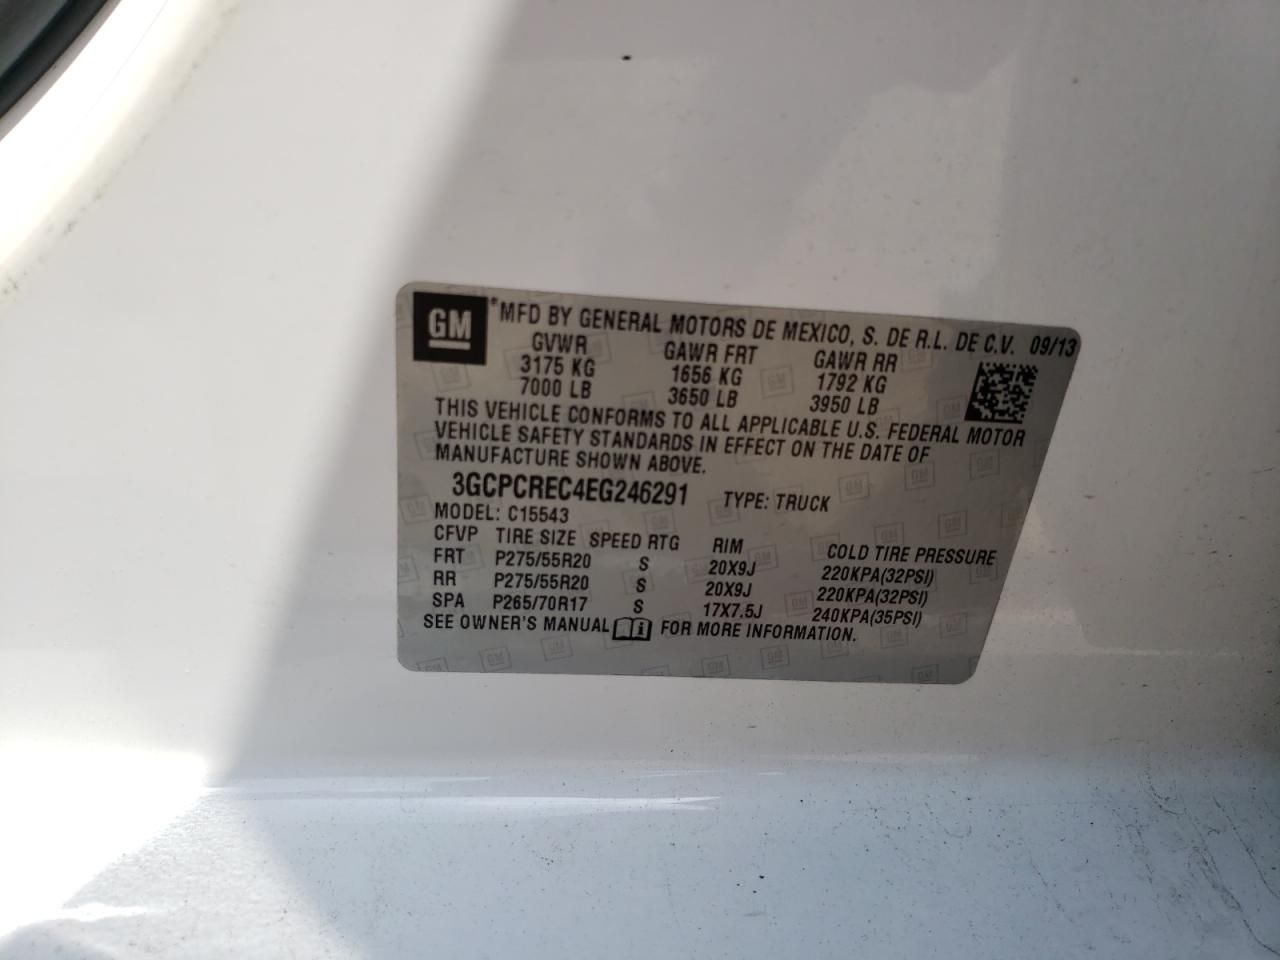 GM *MFD BY GENERAL MOTORS DE MEXICO, S. DE R.L. DE C.V. 09/13
GVWR GAWR FRT GAWR RR
3175 KG 1656 KG 1792 KG
7000 LB 3650 LB 3950 LB
THIS VEHICLE CONFORMS TO ALL APPLICABLE U.S. FEDERAL MOTOR
VEHICLE SAFETY STANDARDS IN EFFECT ON THE DATE OF
MANUFACTURE SHOWN ABOVE.
3GCPCREC4EG246291 TYPE: TRUCK
MODEL: C15543
CFVP TIRE SIZE SPEED RTG RIM COLD TIRE PRESSURE
FRT P275/55R20 S 20X9J 220KPA(32PSI)
RR P275/55R20 S 20X9J 220KPA(32PSI)
SPA P265/70R17 S 17X7.5J 240KPA(35PSI)
SEE OWNER'S MANUAL FOR MORE INFORMATION.